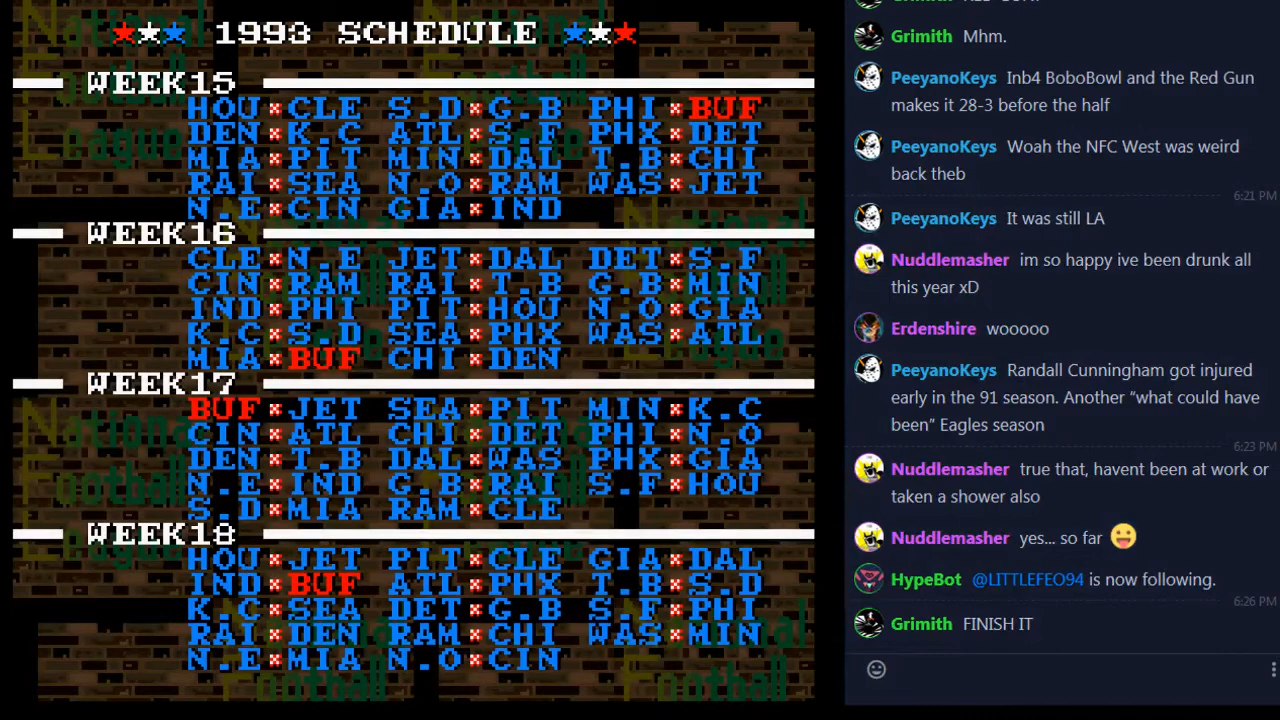 1993 SCHEDULE
WEEK15
HOU×CLE S.D×G.B PHI×BUF
DEN×K.C ATL×S.F PHX×DET
MIA×PIT MIN×DAL T.B×CHI
RAI×SEA N.O×RAM WAS×JET
N.E×CIN GIA×IND
WEEK16
CLE×N.E JET×DAL DET×S.F
CIN×RAM RAI×T.B G.B×MIN
IND×PHI PIT×HOU N.O×GIA
K.C×S.D SEA×PHX WAS×ATL
MIA×BUF CHI×DEN
WEEK17
BUF×JET SEA×PIT MIN×K.C
CIN×ATL CHI×DET PHI×N.O
DEN×T.B DAL×WAS PHX×GIA
N.E×IND G.B×RAI S.F×HOU
S.D×MIA RAM×CLE
WEEK18
HOU×JET PIT×CLE GIA×DAL
IND×BUF ATL×PHX T.B×S.D
K.C×SEA DET×G.B S.F×PHI
RAI×DEN RAM×CHI WAS×MIN
N.E×MIA N.O×CIN
National
Football
League
Grimith Mhm.
PeeyanoKeys Inb4 BoboBowl and the Red Gun
makes it 28-3 before the half
PeeyanoKeys Woah the NFC West was weird
back theb
6:21 PM
PeeyanoKeys It was still LA
Nuddlemasher im so happy ive been drunk all
this year xD
Erdenshire wooooo
PeeyanoKeys Randall Cunningham got injured
early in the 91 season. Another “what could have
been” Eagles season
6:23 PM
Nuddlemasher true that, havent been at work or
taken a shower also
Nuddlemasher yes... so far 😛
HypeBot @LITTLEFEO94 is now following.
6:26 PM
Grimith FINISH IT